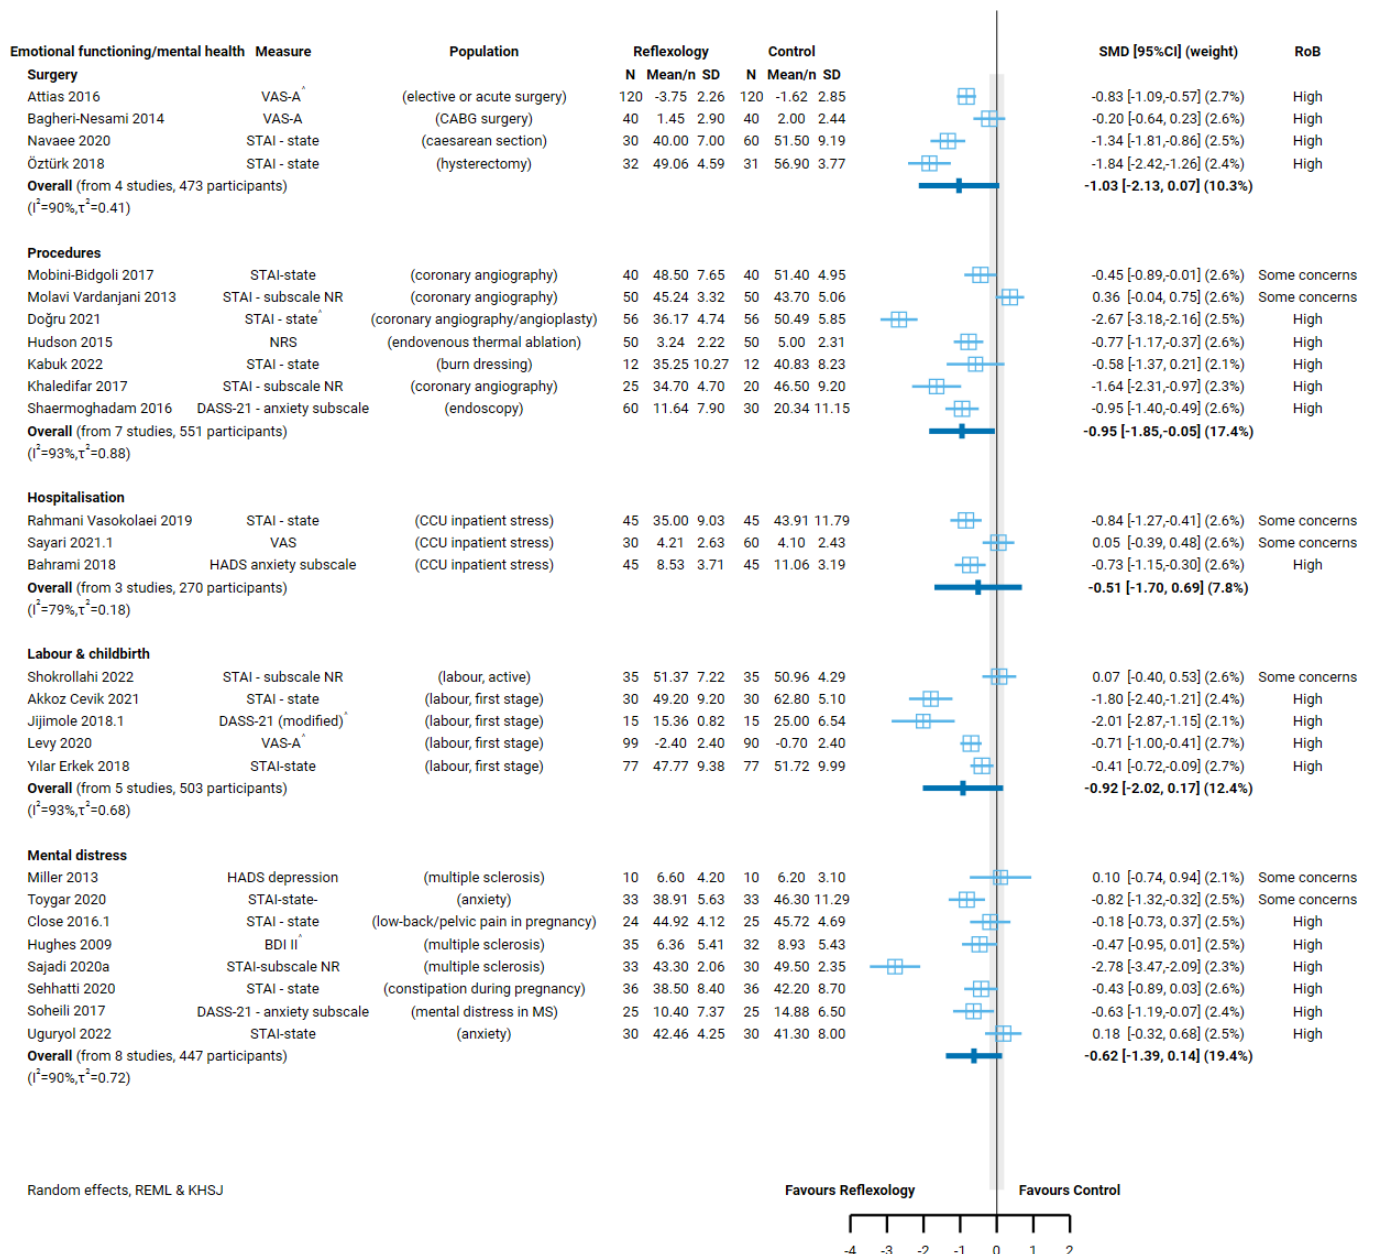 Emotional functioning/mental health Measure Population Reflexology Control SMD [95%CI] (weight) RoB
Surgery N Mean/n SD N Mean/n SD
Attias 2016 VAS-A^ (elective or acute surgery) 120 -3.75 2.26 120 -1.62 2.85 -0.83 [-1.09,-0.57] (2.7%) High
Bagheri-Nesami 2014 VAS-A (CABG surgery) 40 1.45 2.90 40 2.00 2.44 -0.20 [-0.64, 0.23] (2.6%) High
Navaee 2020 STAI - state (caesarean section) 30 40.00 7.00 60 51.50 9.19 -1.34 [-1.81,-0.86] (2.5%) High
Öztürk 2018 STAI - state (hysterectomy) 32 49.06 4.59 31 56.90 3.77 -1.84 [-2.42,-1.26] (2.4%) High
Overall (from 4 studies, 473 participants) -1.03 [-2.13, 0.07] (10.3%)
(I²=90%,τ²=0.41)
Procedures
Mobini-Bidgoli 2017 STAI-state (coronary angiography) 40 48.50 7.65 40 51.40 4.95 -0.45 [-0.89,-0.01] (2.6%) Some concerns
Molavi Vardanjani 2013 STAI - subscale NR (coronary angiography) 50 45.24 3.32 50 43.70 5.06 0.36 [-0.04, 0.75] (2.6%) Some concerns
Doğru 2021 STAI - state^ (coronary angiography/angioplasty) 56 36.17 4.74 56 50.49 5.85 -2.67 [-3.18,-2.16] (2.5%) High
Hudson 2015 NRS (endovenous thermal ablation) 50 3.24 2.22 50 5.00 2.31 -0.77 [-1.17,-0.37] (2.6%) High
Kabuk 2022 STAI - state (burn dressing) 12 35.25 10.27 12 40.83 8.23 -0.58 [-1.37, 0.21] (2.1%) High
Khaledifar 2017 STAI - subscale NR (coronary angiography) 25 34.70 4.70 20 46.50 9.20 -1.64 [-2.31,-0.97] (2.3%) High
Shaermoghadam 2016 DASS-21 - anxiety subscale (endoscopy) 60 11.64 7.90 30 20.34 11.15 -0.95 [-1.40,-0.49] (2.6%) High
Overall (from 7 studies, 551 participants) -0.95 [-1.85,-0.05] (17.4%)
(I²=93%,τ²=0.88)
Hospitalisation
Rahmani Vasokolaei 2019 STAI - state (CCU inpatient stress) 45 35.00 9.03 45 43.91 11.79 -0.84 [-1.27,-0.41] (2.6%) Some concerns
Sayari 2021.1 VAS (CCU inpatient stress) 30 4.21 2.63 60 4.10 2.43 0.05 [-0.39, 0.48] (2.6%) Some concerns
Bahrami 2018 HADS anxiety subscale (CCU inpatient stress) 45 8.53 3.71 45 11.06 3.19 -0.73 [-1.15,-0.30] (2.6%) High
Overall (from 3 studies, 270 participants) -0.51 [-1.70, 0.69] (7.8%)
(I²=79%,τ²=0.18)
Labour & childbirth
Shokrollahi 2022 STAI - subscale NR (labour, active) 35 51.37 7.22 35 50.96 4.29 0.07 [-0.40, 0.53] (2.6%) Some concerns
Akkoz Cevik 2021 STAI - state (labour, first stage) 30 49.20 9.20 30 62.80 5.10 -1.80 [-2.40,-1.21] (2.4%) High
Jijimole 2018.1 DASS-21 (modified)^ (labour, first stage) 15 15.36 0.82 15 25.00 6.54 -2.01 [-2.87,-1.15] (2.1%) High
Levy 2020 VAS-A^ (labour, first stage) 99 -2.40 2.40 90 -0.70 2.40 -0.71 [-1.00,-0.41] (2.7%) High
Yılar Erkek 2018 STAI-state (labour, first stage) 77 47.77 9.38 77 51.72 9.99 -0.41 [-0.72,-0.09] (2.7%) High
Overall (from 5 studies, 503 participants) -0.92 [-2.02, 0.17] (12.4%)
(I²=93%,τ²=0.68)
Mental distress
Miller 2013 HADS depression (multiple sclerosis) 10 6.60 4.20 10 6.20 3.10 0.10 [-0.74, 0.94] (2.1%) Some concerns
Toygar 2020 STAI-state- (anxiety) 33 38.91 5.63 33 46.30 11.29 -0.82 [-1.32,-0.32] (2.5%) Some concerns
Close 2016.1 STAI - state (low-back/pelvic pain in pregnancy) 24 44.92 4.12 25 45.72 4.69 -0.18 [-0.73, 0.37] (2.5%) High
Hughes 2009 BDI II^ (multiple sclerosis) 35 6.36 5.41 32 8.93 5.43 -0.47 [-0.95, 0.01] (2.5%) High
Sajadi 2020a STAI-subscale NR (multiple sclerosis) 33 43.30 2.06 30 49.50 2.35 -2.78 [-3.47,-2.09] (2.3%) High
Sehhatti 2020 STAI - state (constipation during pregnancy) 36 38.50 8.40 36 42.20 8.70 -0.43 [-0.89, 0.03] (2.6%) High
Soheili 2017 DASS-21 - anxiety subscale (mental distress in MS) 25 10.40 7.37 25 14.88 6.50 -0.63 [-1.19,-0.07] (2.4%) High
Uguryol 2022 STAI-state (anxiety) 30 42.46 4.25 30 41.30 8.00 0.18 [-0.32, 0.68] (2.5%) High
Overall (from 8 studies, 447 participants) -0.62 [-1.39, 0.14] (19.4%)
(I²=90%,τ²=0.72)
Random effects, REML & KHSJ Favours Reflexology Favours Control
-4 -3 -2 -1 0 1 2